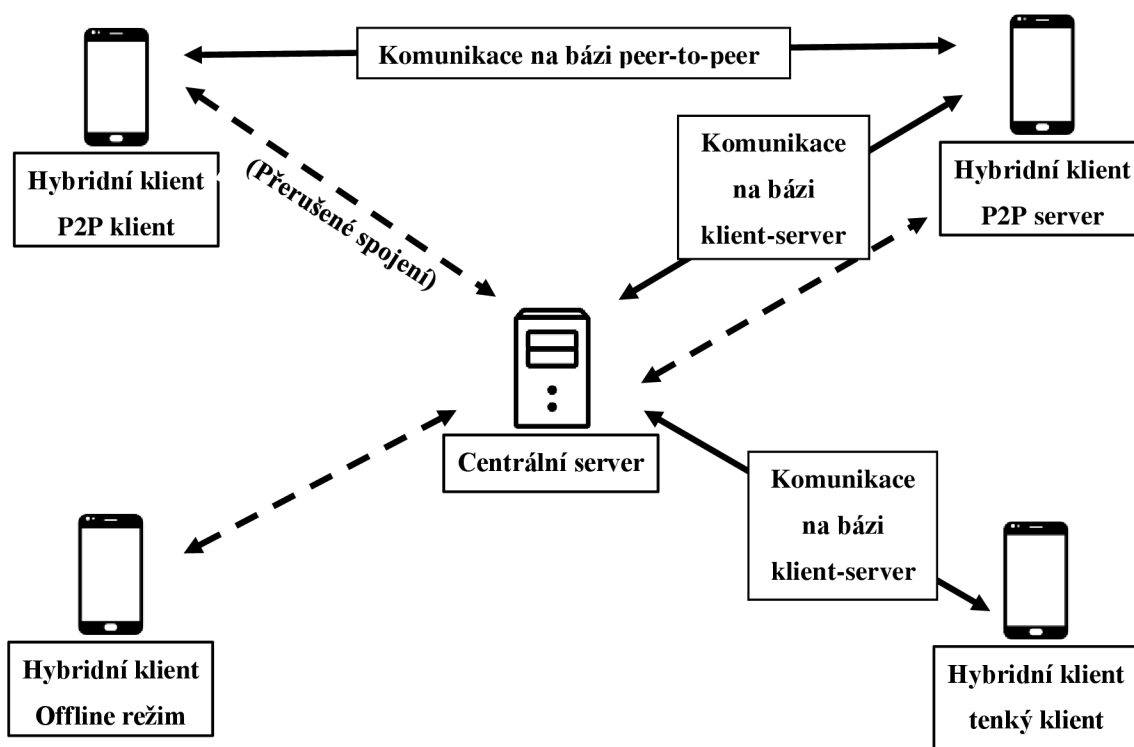 Komunikace na bázi peer-to-peer
Hybridní klient
P2P klient
(Přerušené spojení)
Komunikace
na bázi
klient-server
Hybridní klient
P2P server
Centrální server
Komunikace
na bázi
klient-server
Hybridní klient
Offline režim
Hybridní klient
tenký klient